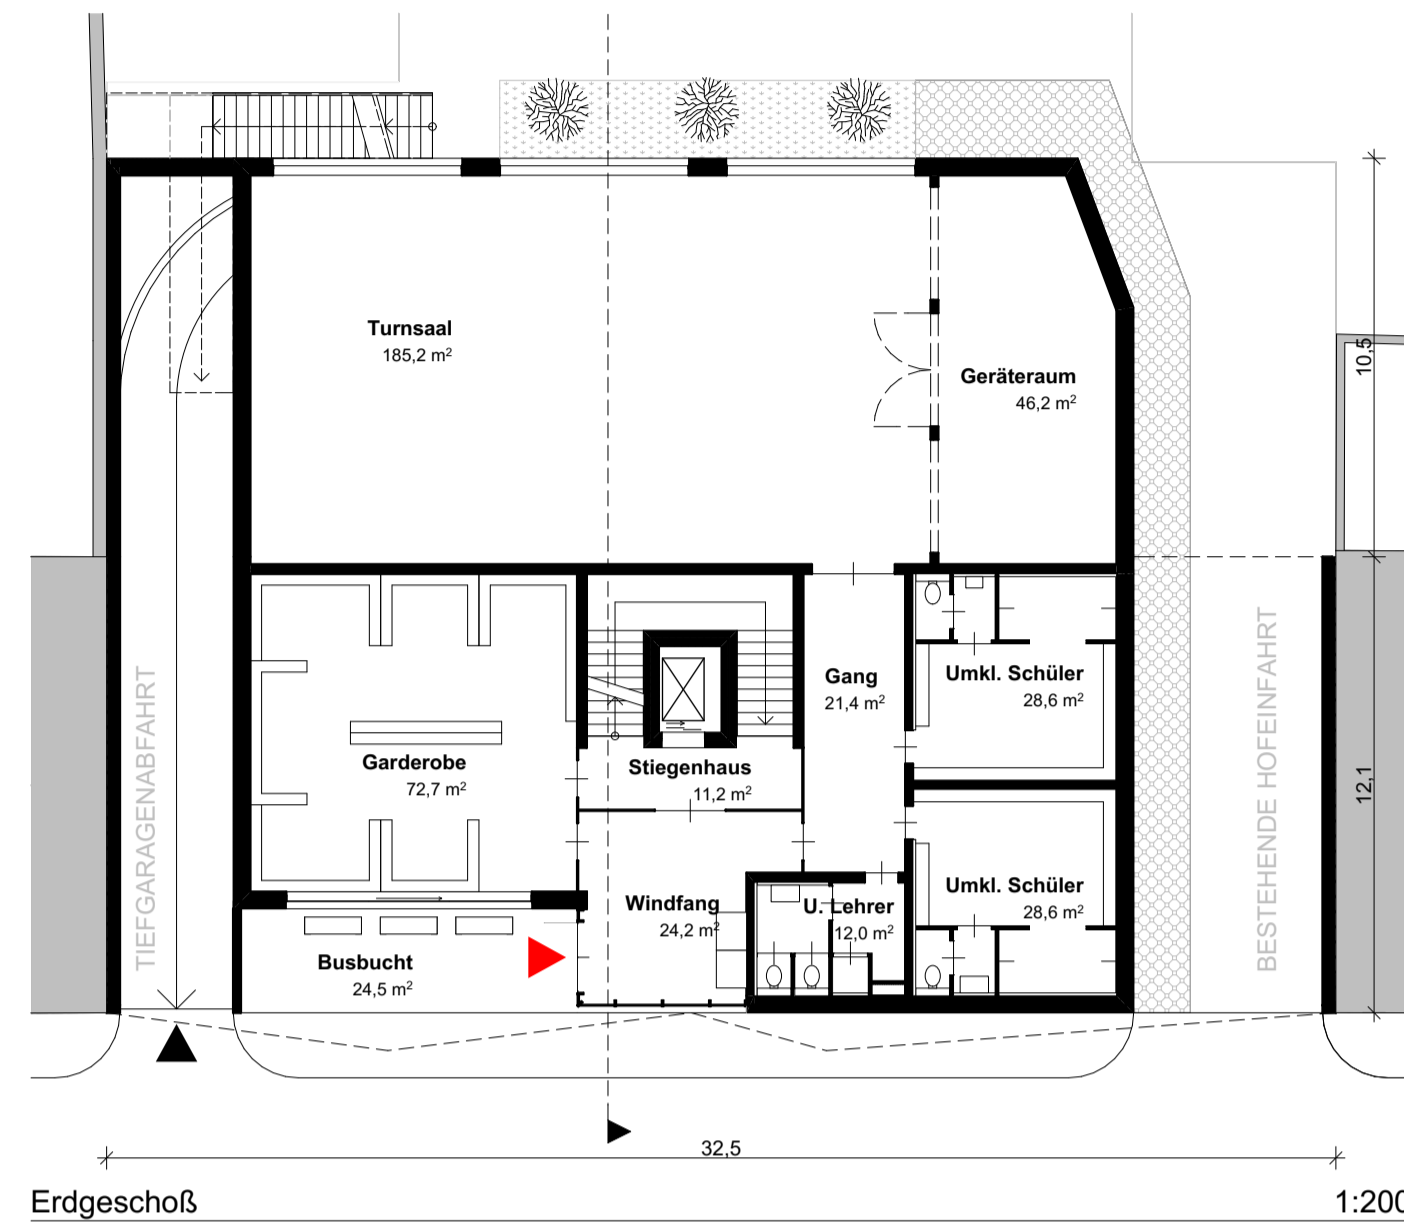 Turnsaal
185,2 m²
Geräteraum
46,2 m²
10,5
TIEFGARAGENABFAHRT
BESTEHENDE HOFEINFAHRT
Gang
21,4 m²
Umkl. Schüler
28,6 m²
Garderobe
72,7 m²
Stiegenhaus
11,2 m²
12,1
Windfang
24,2 m²
U. Lehrer
12,0 m²
Umkl. Schüler
28,6 m²
Busbucht
24,5 m²
32,5
Erdgeschoß
1:200